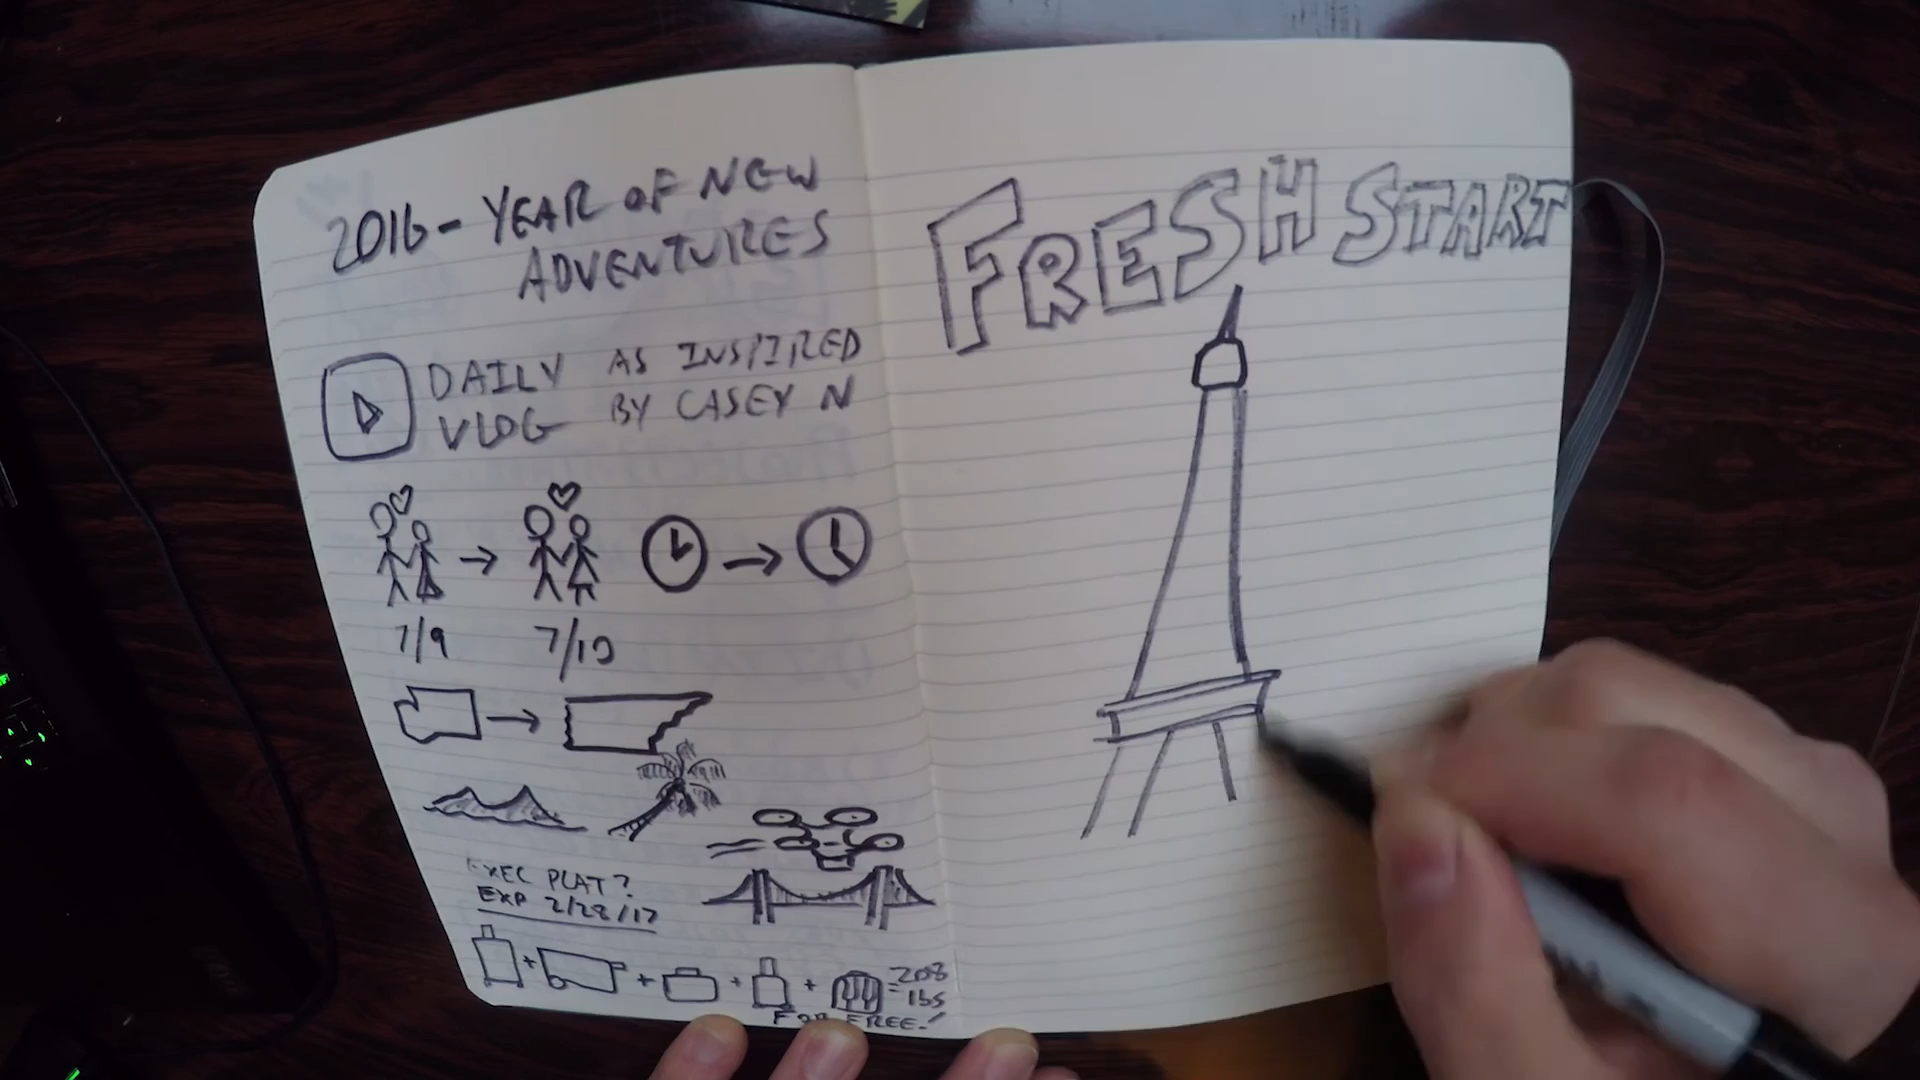 2016 - YEAR OF NEW
ADVENTURES
DAILY AS INSPIRED
VLOG BY CASEY N
7/9 7/10
EXEC PLAT?
EXP 2/28/17
+ + + + = 208
lbs
FOR FREE!
FRESH START